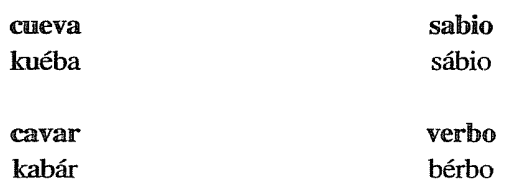 cueva sabio
kuéba sábio
cavar verbo
kabár bérbo